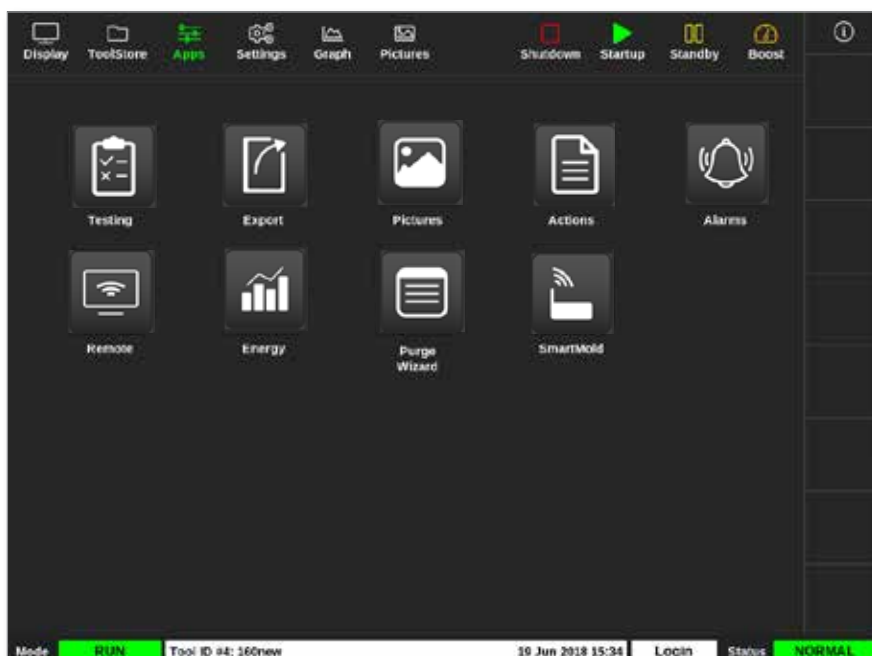 Display ToolStore Apps Settings Graph Pictures Shutdown Startup Standby Boost
Testing Export Pictures Actions Alarms
Remote Energy Purge Wizard SmartMold
Mode RUN Tool ID #4: 160new 19 Jun 2018 15:34 Login Status NORMAL